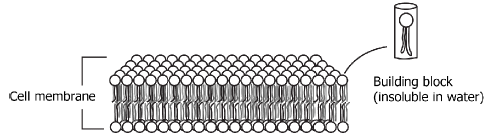 Cell membrane
Building block
(insoluble in water)